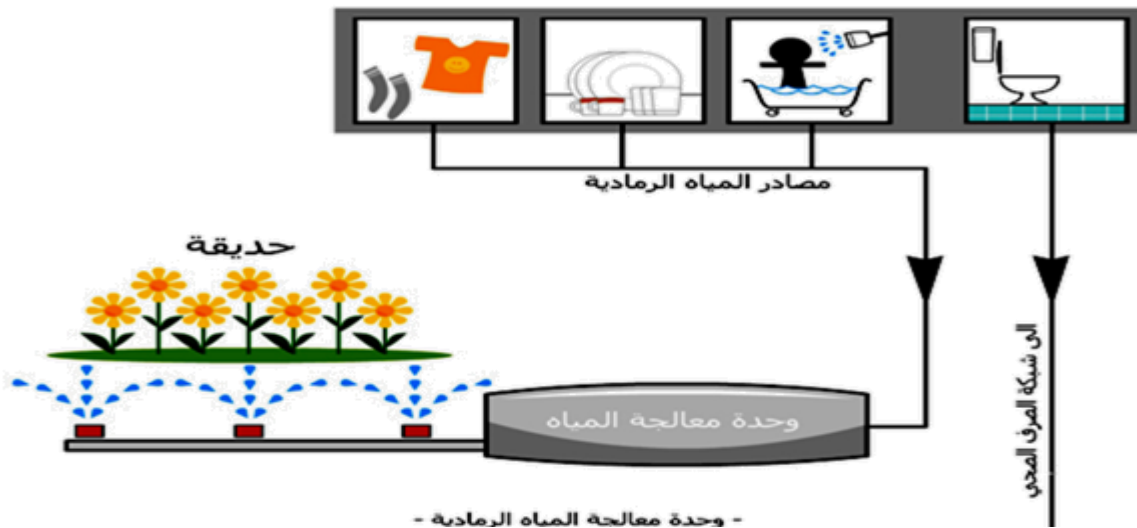 مصادر المياه الرمادية
حديقة
الى شبكة الصرف الصحي
وحدة معالجة المياه
- وحدة معالجة المياه الرمادية -